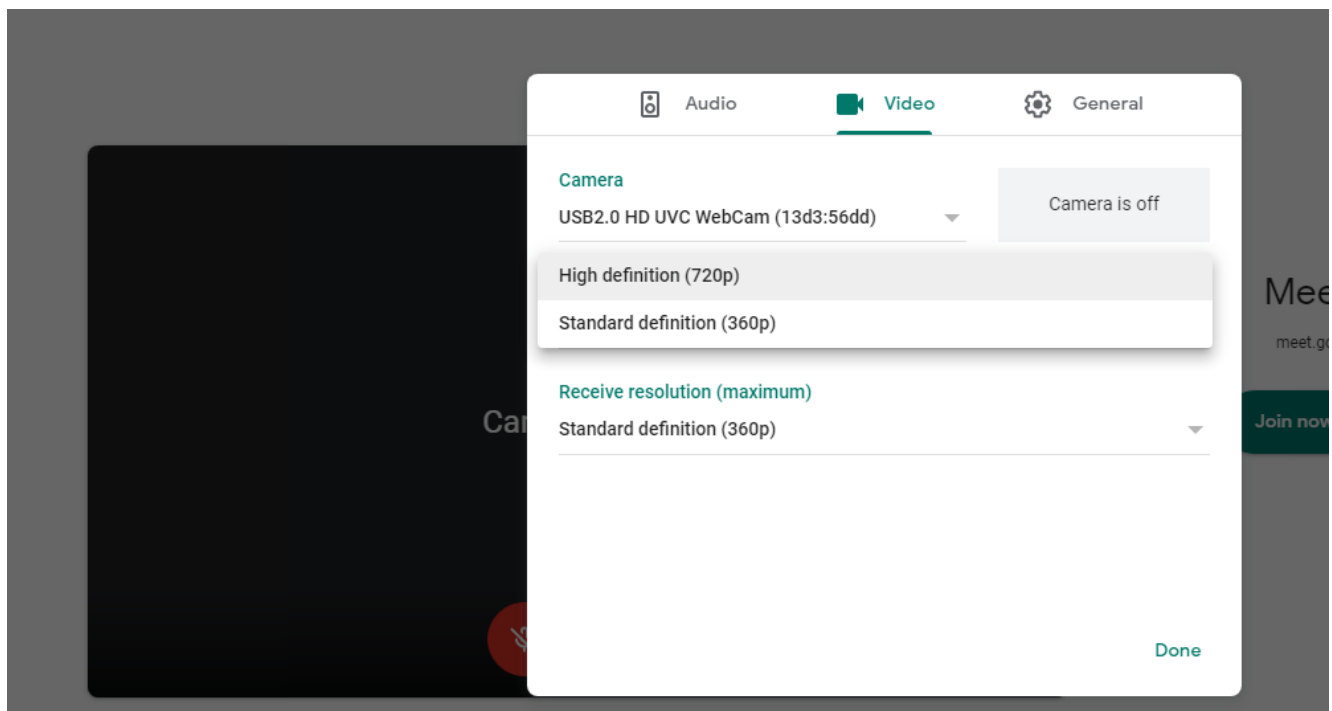 Audio
Video
General
Camera
USB2.0 HD UVC WebCam (13d3:56dd)
Camera is off
High definition (720p)
Standard definition (360p)
Receive resolution (maximum)
Standard definition (360p)
Join now
Done